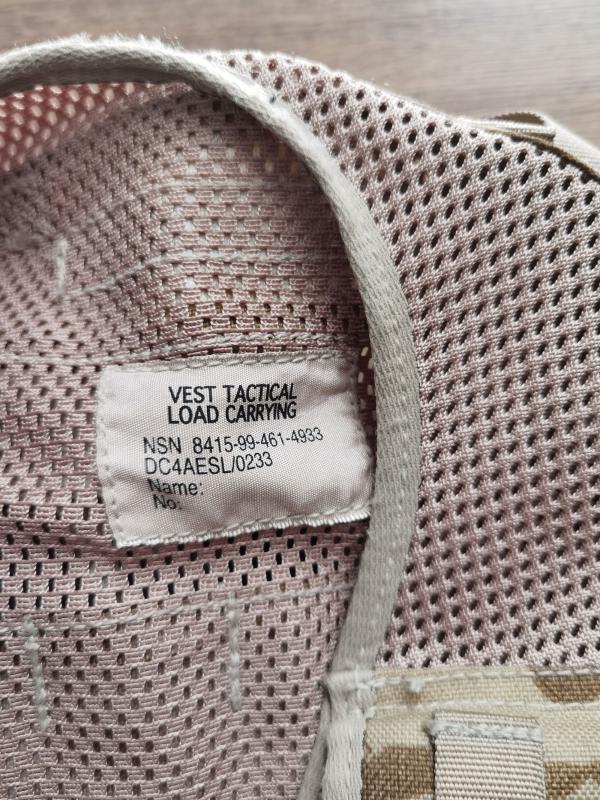 VEST TACTICAL
LOAD CARRYING
NSN 8415-99-461-4933
DC4AESL/0233
Name:
No: